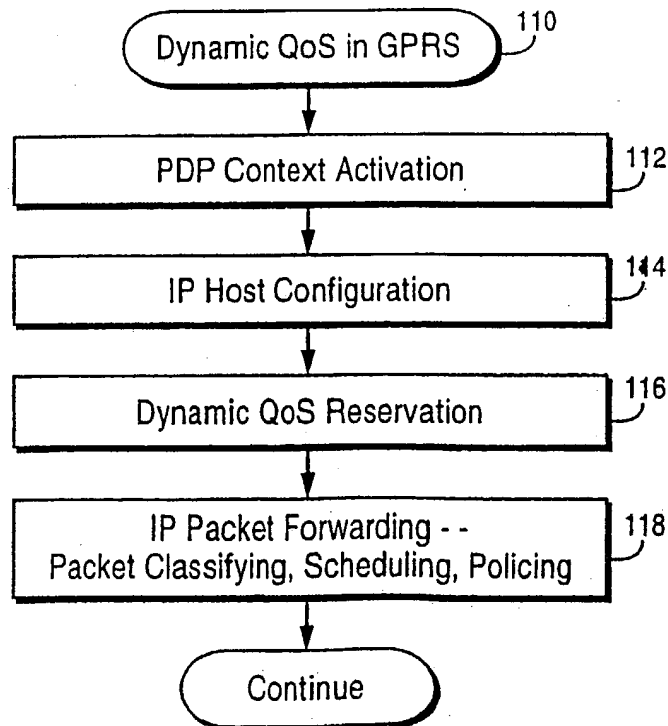 Dynamic QoS in GPRS
110
PDP Context Activation
112
IP Host Configuration
114
Dynamic QoS Reservation
116
IP Packet Forwarding - -
Packet Classifying, Scheduling, Policing
118
Continue